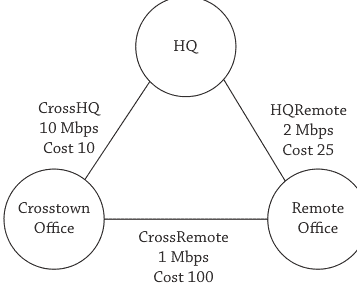 HQ
CrossHQ
10 Mbps
Cost 10
HQRemote
2 Mbps
Cost 25
Crosstown
Office
Remote
Office
CrossRemote
1 Mbps
Cost 100